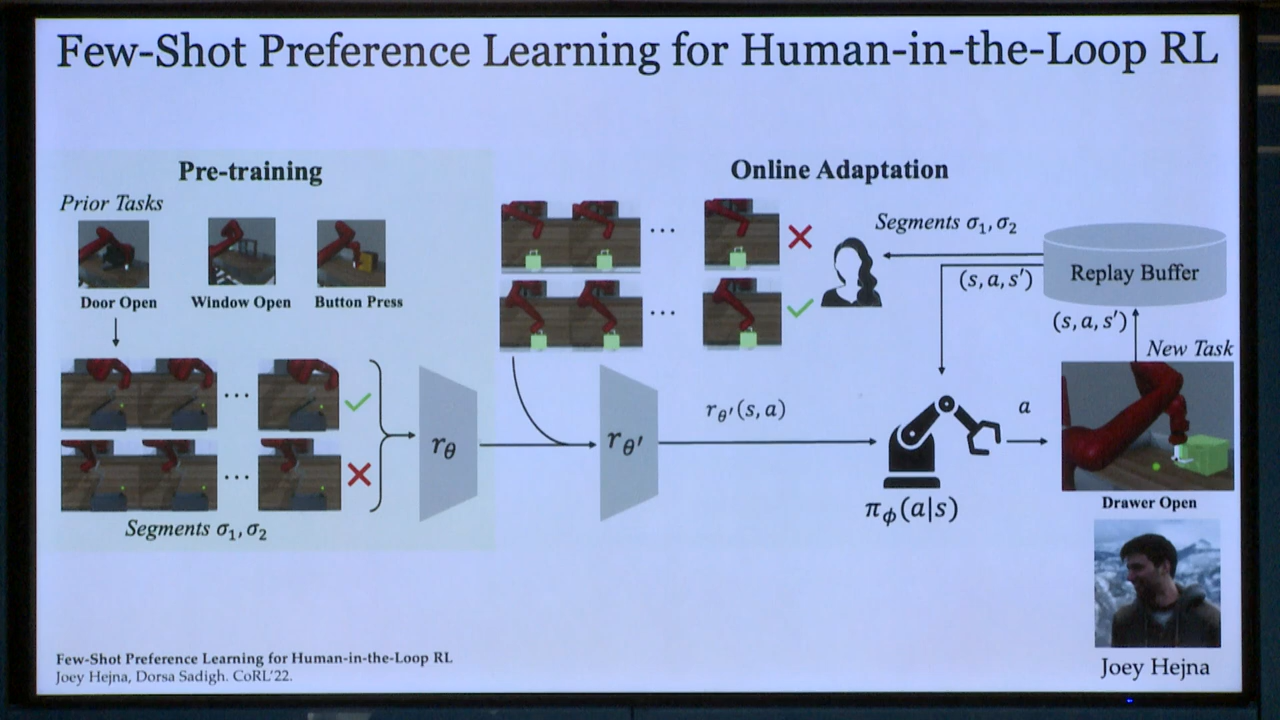 Few-Shot Preference Learning for Human-in-the-Loop RL
Pre-training
Prior Tasks
Door Open
Window Open
Button Press
Segments σ₁, σ₂
r_θ
Online Adaptation
Segments σ₁, σ₂
(s, a, s′)
Replay Buffer
(s, a, s′)
New Task
r_θ′
r_θ′(s, a)
a
π_ϕ(a|s)
Drawer Open
Joey Hejna
Few-Shot Preference Learning for Human-in-the-Loop RL
Joey Hejna, Dorsa Sadigh. CoRL'22.